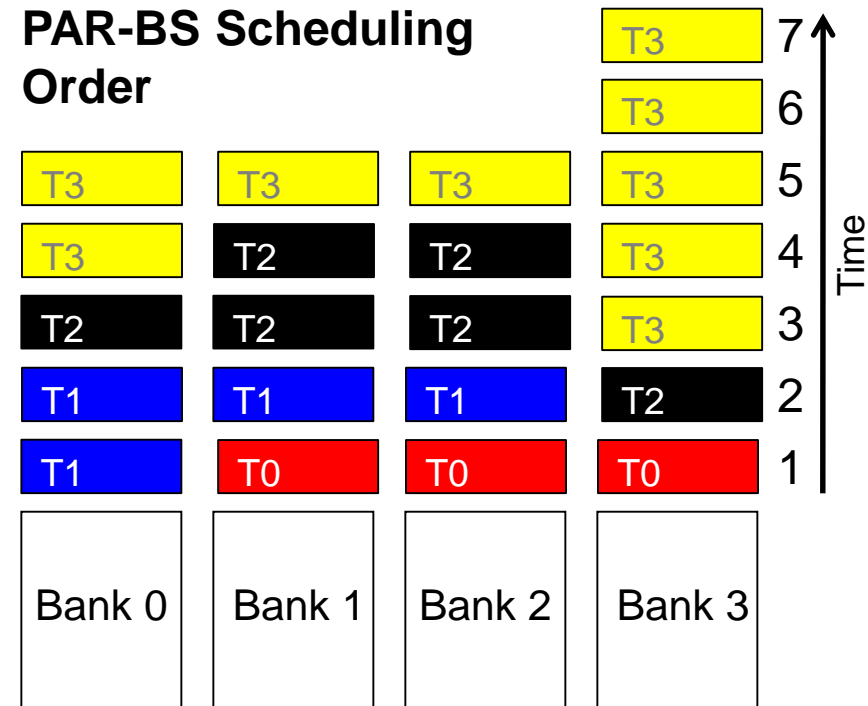 PAR-BS Scheduling
Order
T3 7
T3 6
T3 T3 T3 T3 5
T3 T2 T2 T3 4
T2 T2 T2 T3 3
T1 T1 T1 T2 2
T1 T0 T0 T0 1
Time
Bank 0 Bank 1 Bank 2 Bank 3